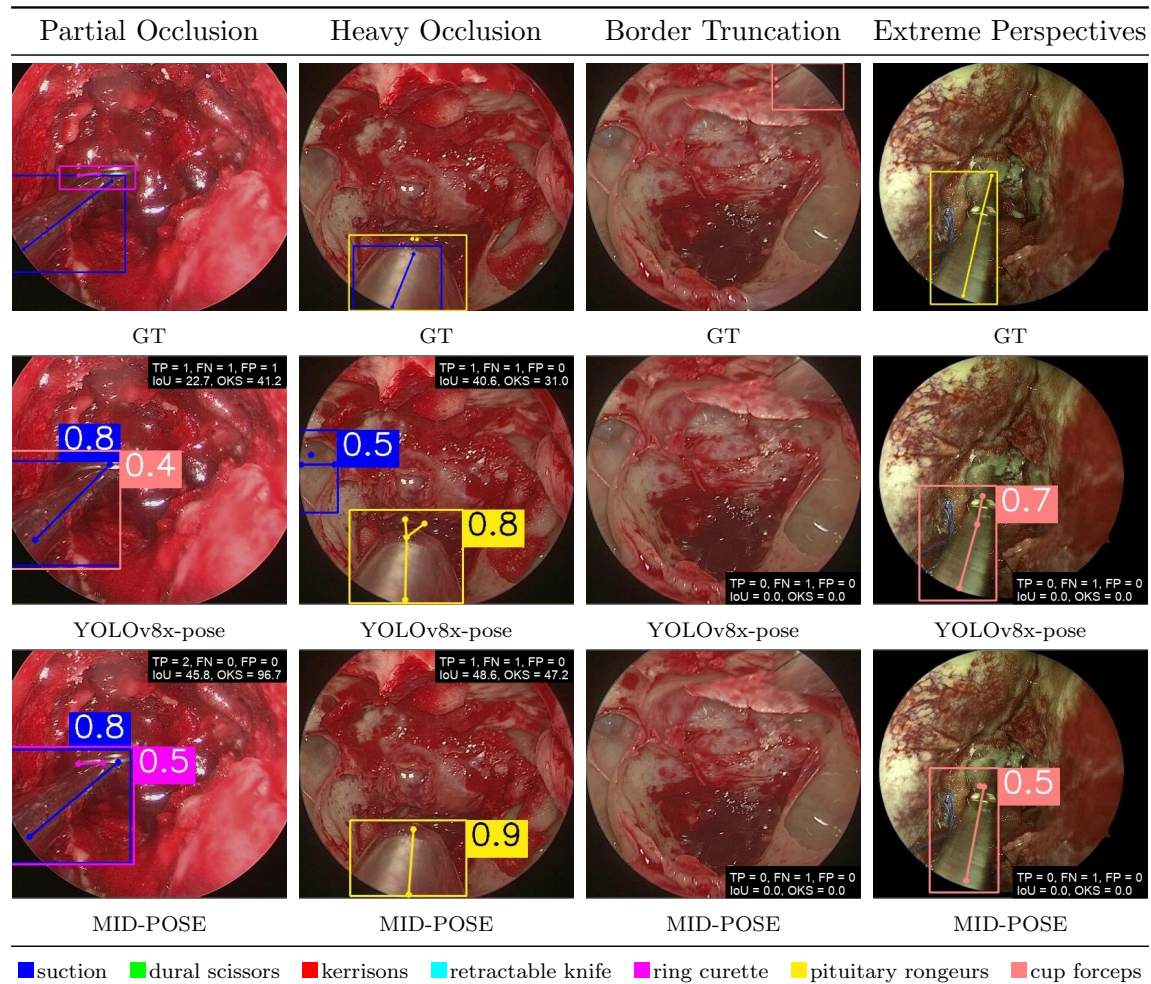 Partial Occlusion Heavy Occlusion Border Truncation Extreme Perspectives
GT GT GT GT
TP = 1, FN = 1, FP = 1
IoU = 22.7, OKS = 41.2
0.8
0.4
TP = 1, FN = 1, FP = 0
IoU = 40.6, OKS = 31.0
0.5
0.8
TP = 0, FN = 1, FP = 0
IoU = 0.0, OKS = 0.0
0.7
TP = 0, FN = 1, FP = 0
IoU = 0.0, OKS = 0.0
YOLOv8x-pose YOLOv8x-pose YOLOv8x-pose YOLOv8x-pose
TP = 2, FN = 0, FP = 0
IoU = 45.8, OKS = 96.7
0.8
0.5
TP = 1, FN = 1, FP = 0
IoU = 48.6, OKS = 47.2
0.9
TP = 0, FN = 1, FP = 0
IoU = 0.0, OKS = 0.0
0.5
TP = 0, FN = 1, FP = 0
IoU = 0.0, OKS = 0.0
MID-POSE MID-POSE MID-POSE MID-POSE
suction dural scissors kerrisons retractable knife ring curette pituitary rongeurs cup forceps